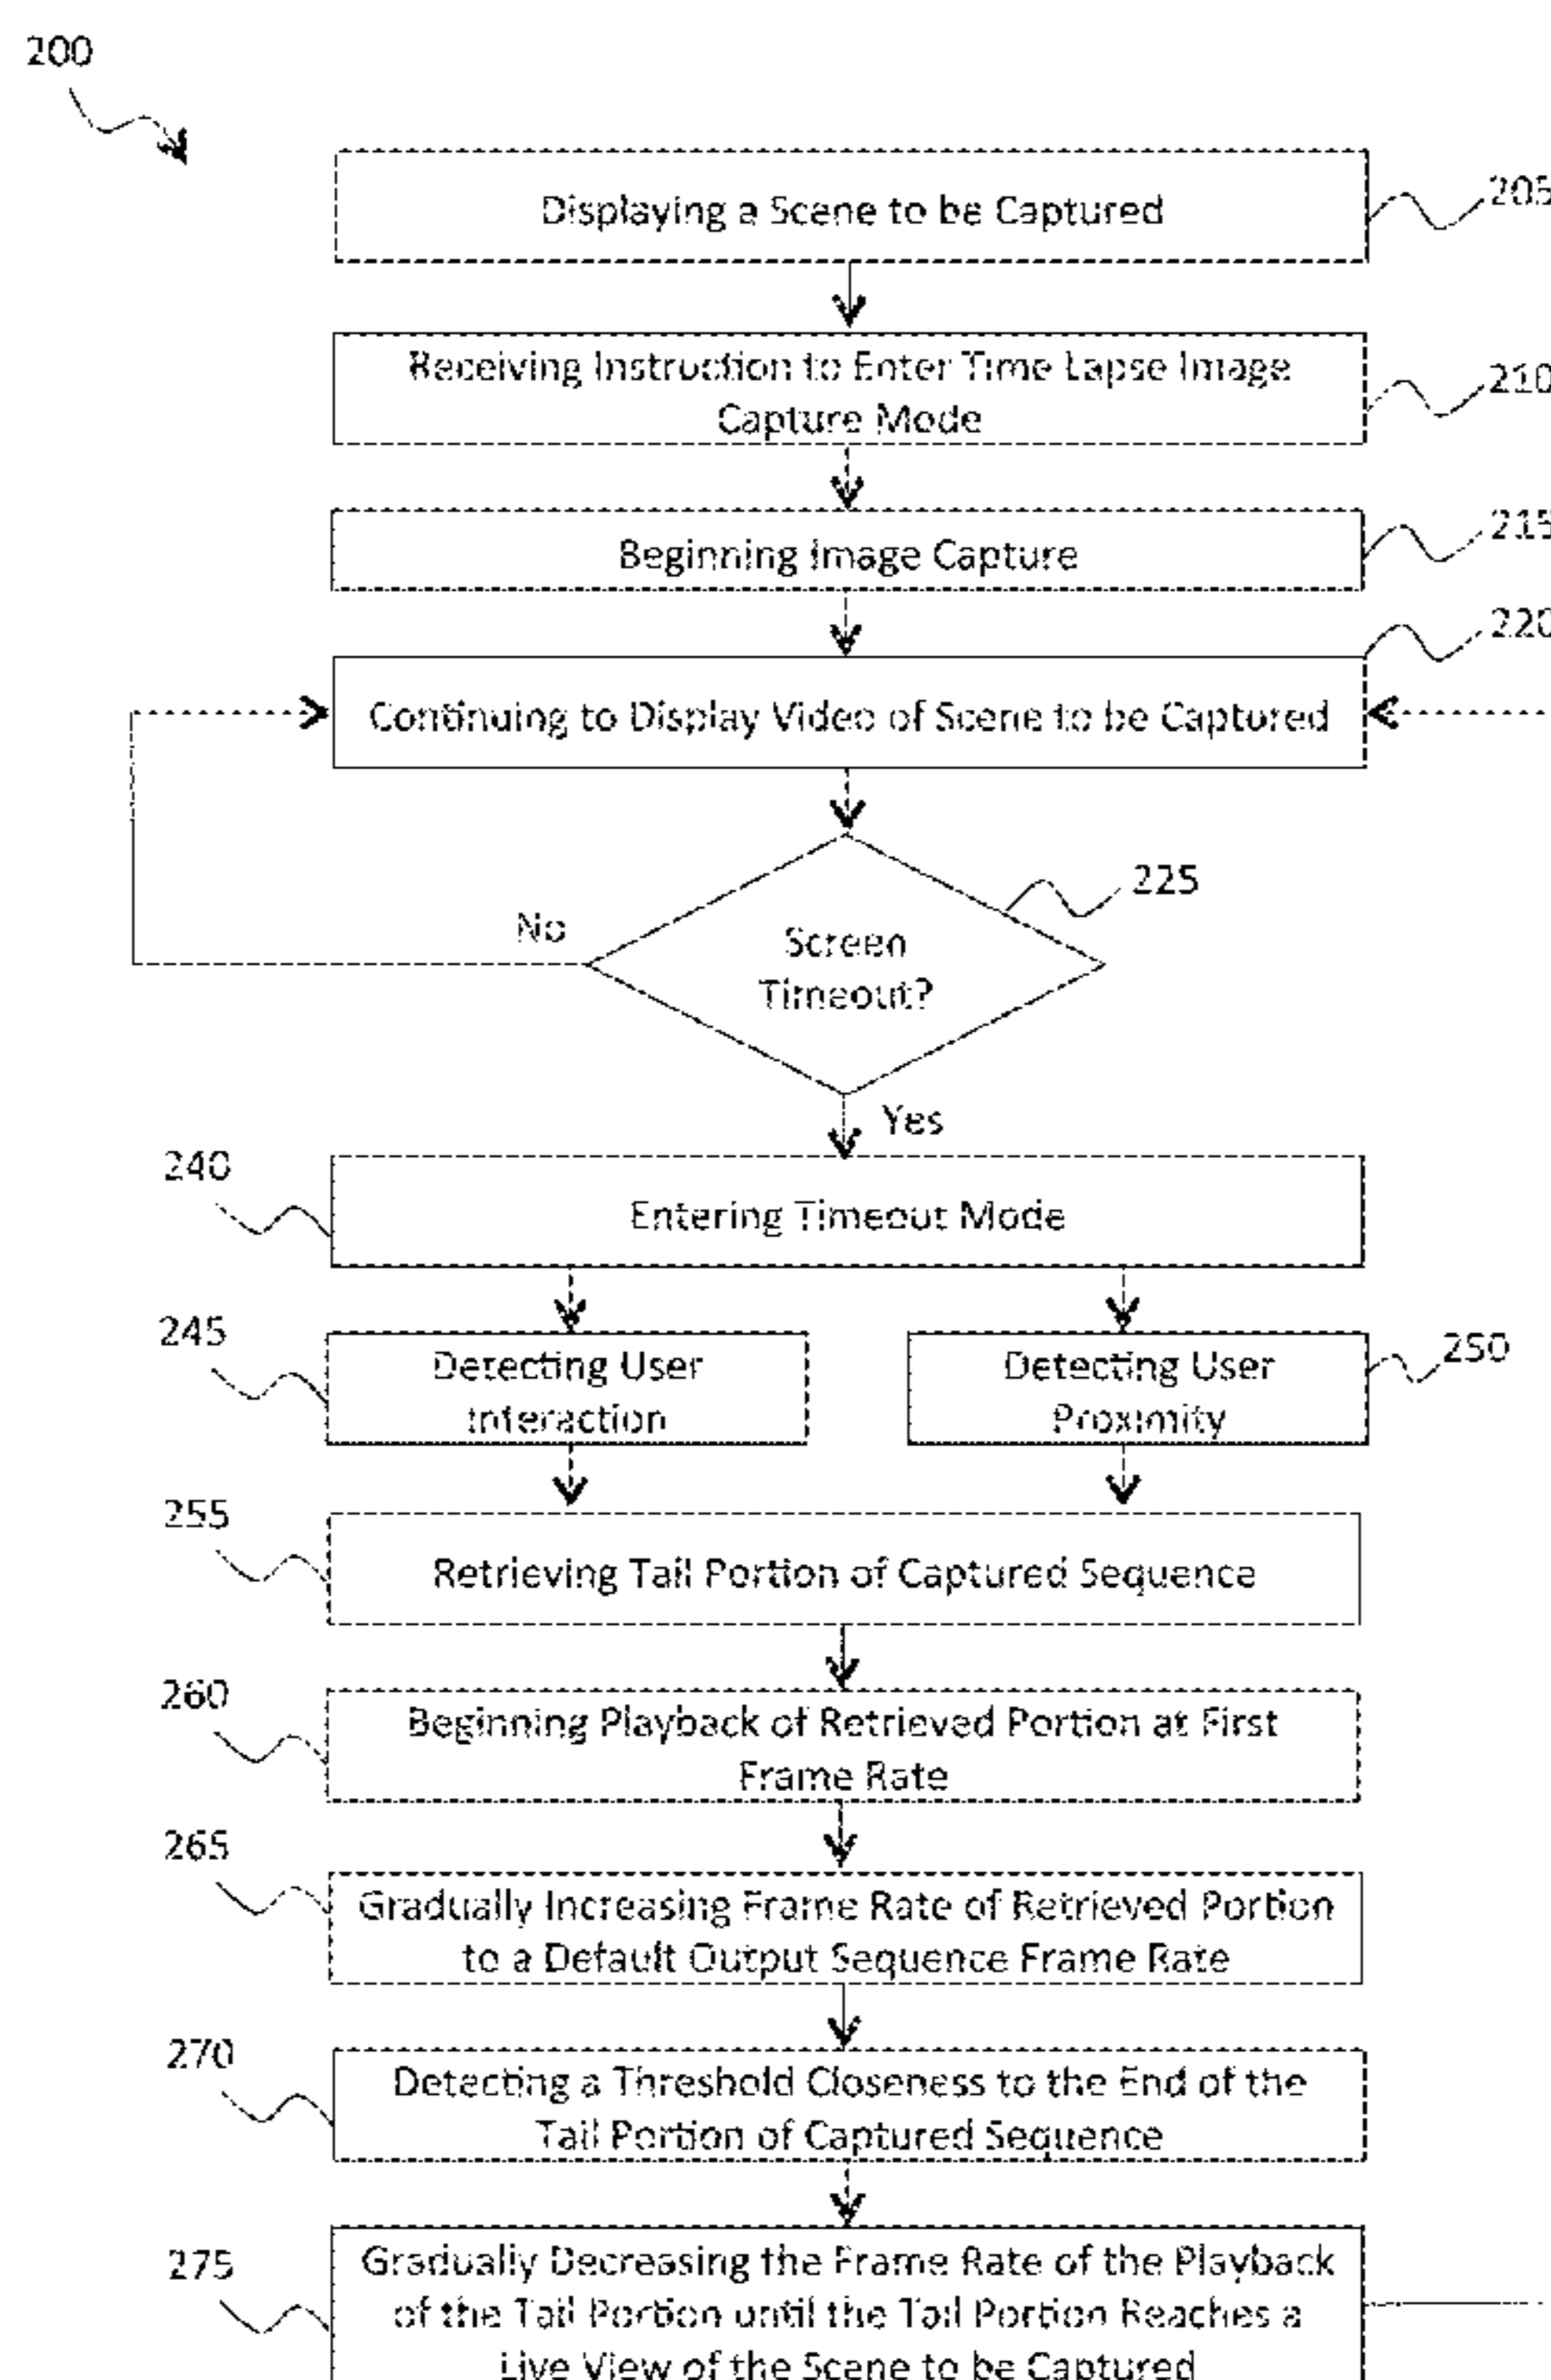 200
Displaying a Scene to be Captured
205
Receiving Instruction to Enter Time Lapse Image
Capture Mode
210
Beginning Image Capture
215
220
Continuing to Display Video of Scene to be Captured
225
No
Screen
Timeout?
Yes
240
Entering Timeout Mode
245
Detecting User
Interaction
Detecting User
Proximity
250
255
Retrieving Tail Portion of Captured Sequence
260
Beginning Playback of Retrieved Portion at First
Frame Rate
265
Gradually Increasing Frame Rate of Retrieved Portion
to a Default Output Sequence Frame Rate
270
Detecting a Threshold Closeness to the End of the
Tail Portion of Captured Sequence
275
Gradually Decreasing the Frame Rate of the Playback
of the Tail Portion until the Tail Portion Reaches a
Live View of the Scene to be Captured